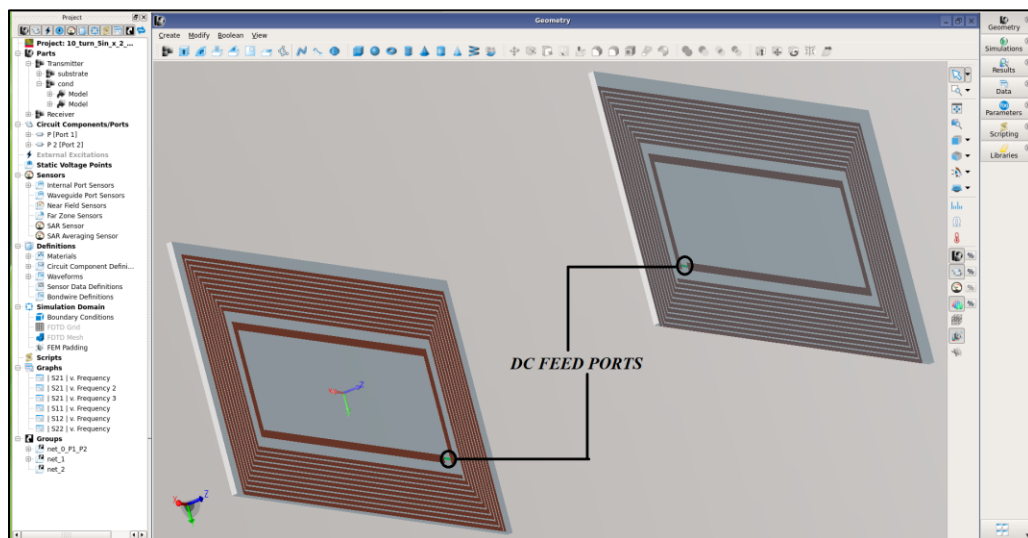 Project
Geometry
Project: 10_turn_5in_x_2_...
Parts
Transmitter
substrate
cond
Model
Model
Receiver
Circuit Components/Ports
P [Port 1]
P 2 [Port 2]
External Excitations
Static Voltage Points
Sensors
Internal Port Sensors
Waveguide Port Sensors
Near Field Sensors
Far Zone Sensors
SAR Sensor
SAR Averaging Sensor
Definitions
Materials
Circuit Component Defini...
Waveforms
Sensor Data Definitions
Bondwire Definitions
Simulation Domain
Boundary Conditions
FDTD Grid
FDTD Mesh
FEM Padding
Scripts
Graphs
| S21 | v. Frequency
| S21 | v. Frequency 2
| S21 | v. Frequency 3
| S11 | v. Frequency
| S12 | v. Frequency
| S22 | v. Frequency
Groups
net_0_P1_P2
net_1
net_2
Create Modify Boolean View
DC FEED PORTS
X
Z
Z
Geometry
Simulations
Results
Data
Parameters
Scripting
Libraries